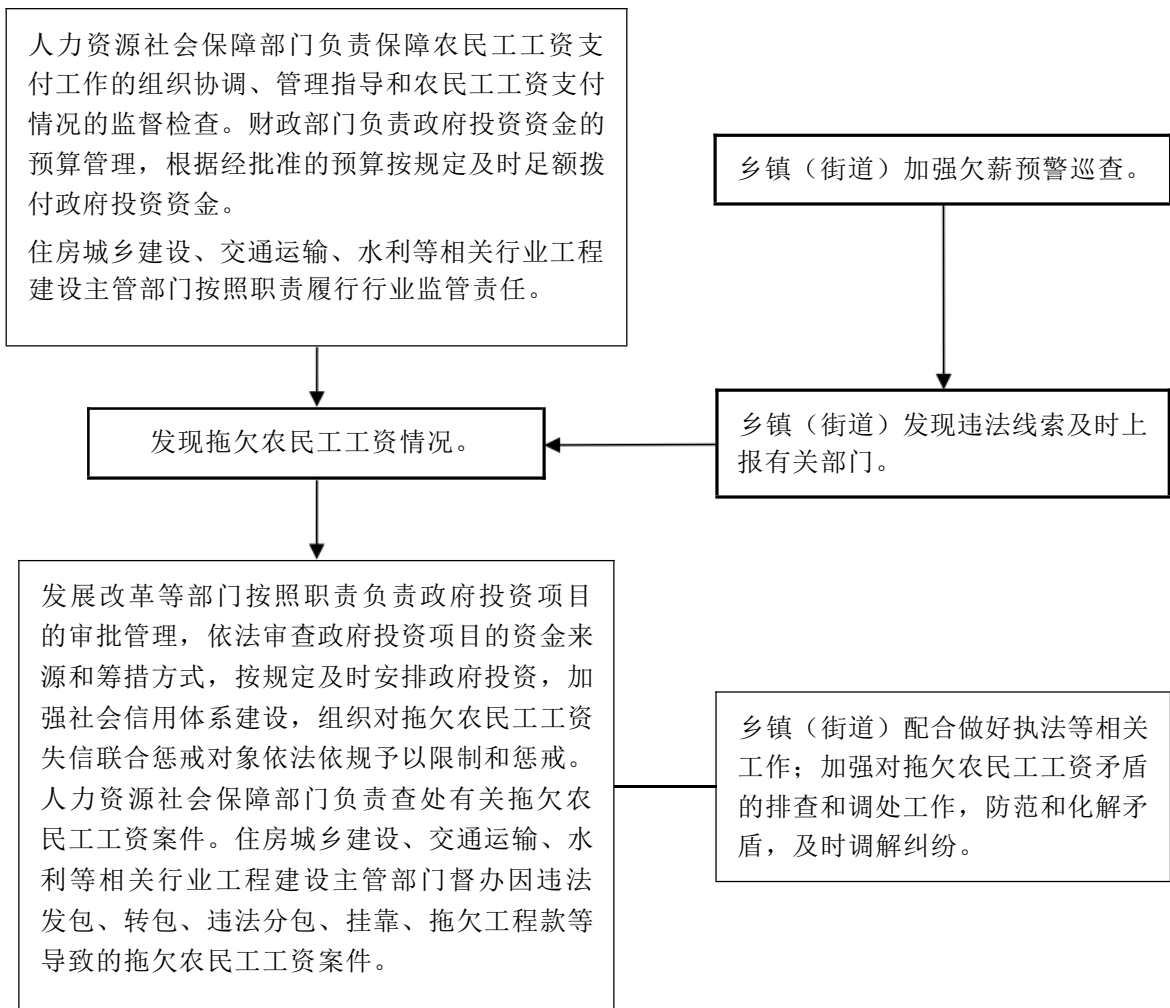 人力资源社会保障部门负责保障农民工工资支
付工作的组织协调、管理指导和农民工工资支付
情况的监督检查。财政部门负责政府投资资金的
预算管理，根据经批准的预算按规定及时足额拨
付政府投资资金。
住房城乡建设、交通运输、水利等相关行业工程
建设主管部门按照职责履行行业监管责任。
乡镇（街道）加强欠薪预警巡查。
发现拖欠农民工工资情况。
乡镇（街道）发现违法线索及时上
报有关部门。
发展改革等部门按照职责负责政府投资项目
的审批管理，依法审查政府投资项目的资金来
源和筹措方式，按规定及时安排政府投资，加
强社会信用体系建设，组织对拖欠农民工工资
失信联合惩戒对象依法依规予以限制和惩戒。
人力资源社会保障部门负责查处有关拖欠农
民工工资案件。住房城乡建设、交通运输、水
利等相关行业工程建设主管部门督办因违法
发包、转包、违法分包、挂靠、拖欠工程款等
导致的拖欠农民工工资案件。
乡镇（街道）配合做好执法等相关
工作；加强对拖欠农民工工资矛盾
的排查和调处工作，防范和化解矛
盾，及时调解纠纷。